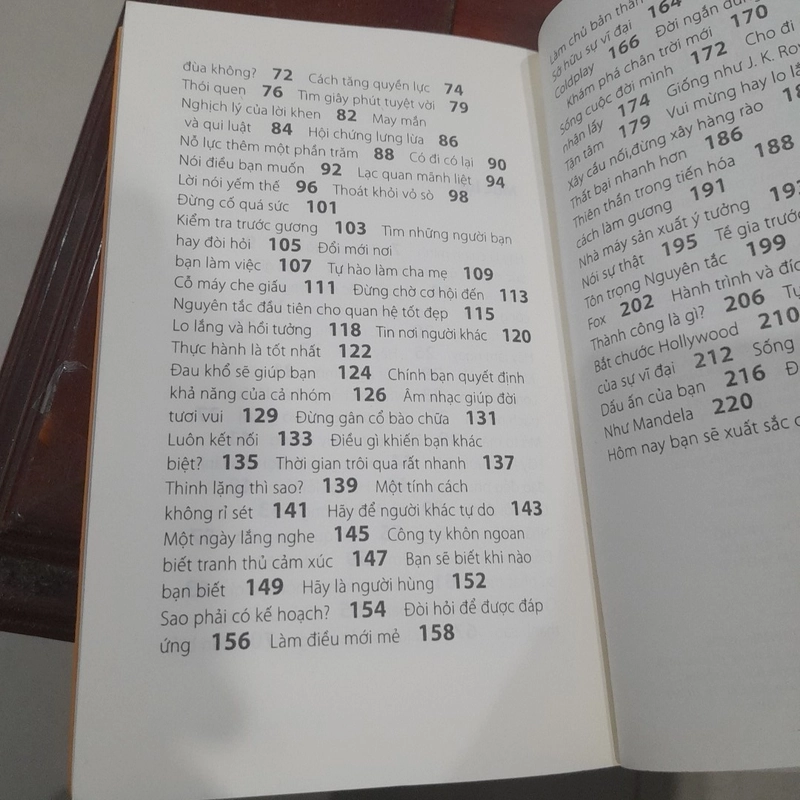 đùa không? 72 Cách tăng quyền lực 74
Thói quen 76 Tìm giây phút tuyệt vời 79
Nghịch lý của lời khen 82 May mắn
và qui luật 84 Hội chứng lưng lừa 86
Nỗ lực thêm một phần trăm 88 Có đi có lại 90
Nói điều bạn muốn 92 Lạc quan mãnh liệt 94
Lời nói yếm thế 96 Thoát khỏi vỏ sò 98
Đừng cố quá sức 101
Kiểm tra trước gương 103 Tìm những người bạn
hay đòi hỏi 105 Đổi mới nơi
bạn làm việc 107 Tự hào làm cha mẹ 109
Cỗ máy che giấu 111 Đừng chờ cơ hội đến 113
Nguyên tắc đầu tiên cho quan hệ tốt đẹp 115
Lo lắng và hồi tưởng 118 Tin nơi người khác 120
Thực hành là tốt nhất 122
Đau khổ sẽ giúp bạn 124 Chính bạn quyết định
khả năng của cả nhóm 126 Âm nhạc giúp đời
tươi vui 129 Đừng gân cổ bào chữa 131
Luôn kết nối 133 Điều gì khiến bạn khác
biệt? 135 Thời gian trôi qua rất nhanh 137
Thinh lặng thì sao? 139 Một tính cách
không rỉ sét 141 Hãy để người khác tự do 143
Một ngày lắng nghe 145 Công ty khôn ngoan
biết tranh thủ cảm xúc 147 Bạn sẽ biết khi nào
bạn biết 149 Hãy là người hùng 152
Sao phải có kế hoạch? 154 Đòi hỏi để được đáp
ứng 156 Làm điều mới mẻ 158
Làm chủ bản thân
Sở hữu sự vĩ đại 164
Coldplay 166 Đời ngắn
Khám phá chân trời mới 170
Sống cuộc đời mình 172 Cho đi
nhận lấy 174 Giống như J. K. Row
Tận tâm 179 Vui mừng hay lo lắ
Xây cầu nối,đừng xây hàng rào
Thất bại nhanh hơn 186
Thiên thần trong tiến hóa 188
cách làm gương 191
Nhà máy sản xuất ý tưởng 193
Nói sự thật 195 Tề gia trước
Tôn trọng Nguyên tắc 199
Fox 202 Hành trình và đíc
Thành công là gì? 206 Tự
Bắt chước Hollywood 210
của sự vĩ đại 212 Sống
Dấu ấn của bạn 216
Như Mandela 220
Hôm nay bạn sẽ xuất sắc